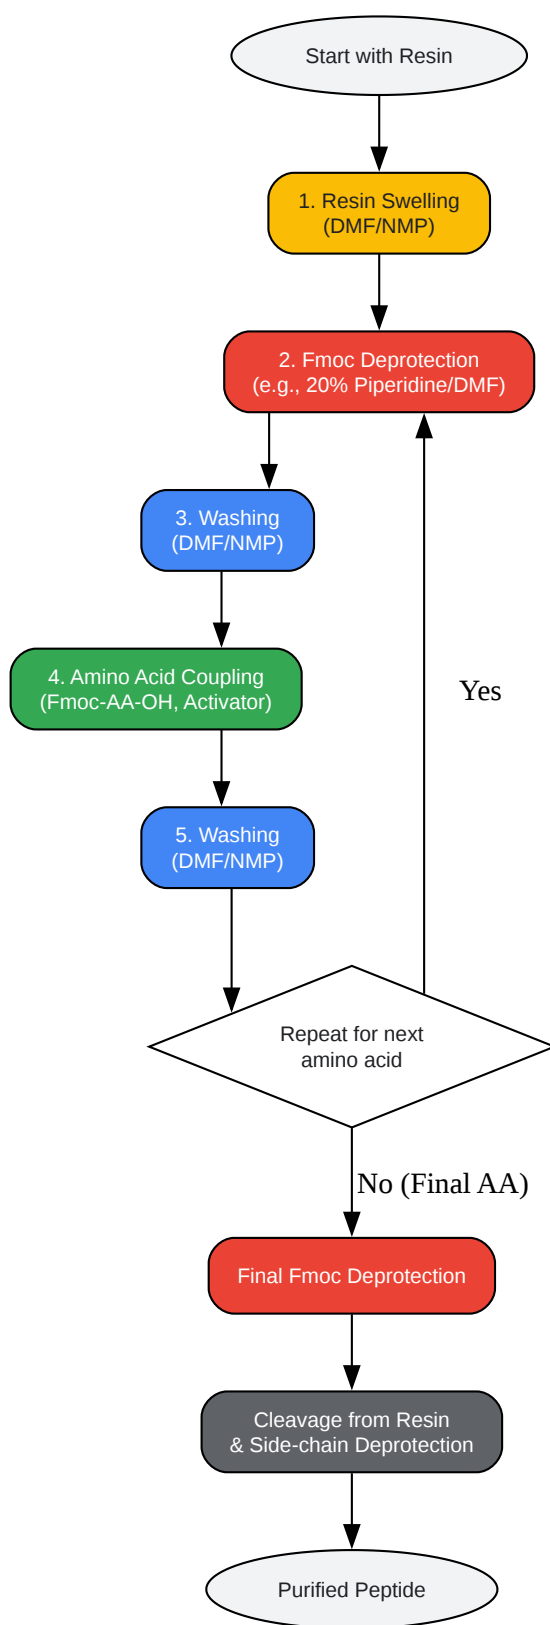 Start with Resin
1. Resin Swelling
(DMF/NMP)
2. Fmoc Deprotection
(e.g., 20% Piperidine/DMF)
3. Washing
(DMF/NMP)
4. Amino Acid Coupling
(Fmoc-AA-OH, Activator)
Yes
5. Washing
(DMF/NMP)
Repeat for next
amino acid
No (Final AA)
Final Fmoc Deprotection
Cleavage from Resin
& Side-chain Deprotection
Purified Peptide